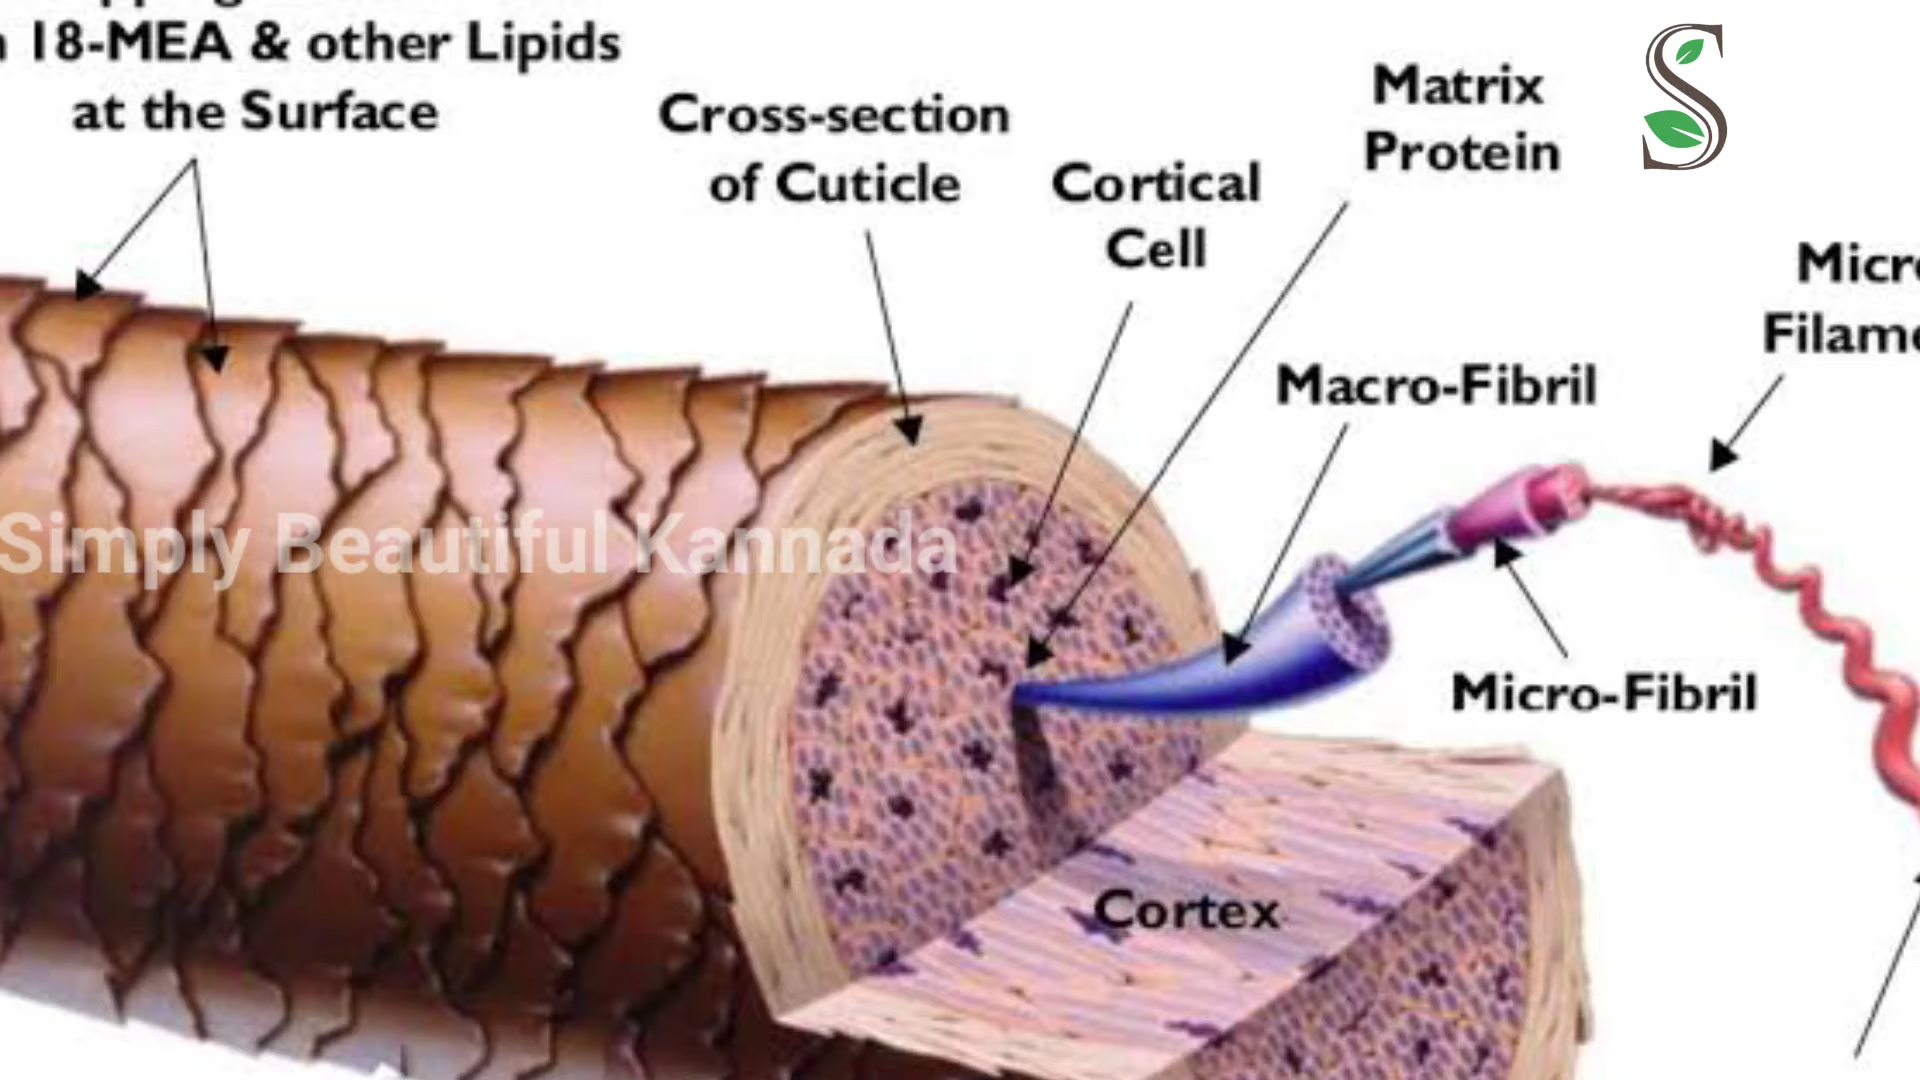 18-MEA & other Lipids
at the Surface
Cross-section
of Cuticle
Cortical
Cell
Matrix
Protein
Macro-Fibril
Micro-Fibril
Cortex
Simply Beautiful Kannada
S